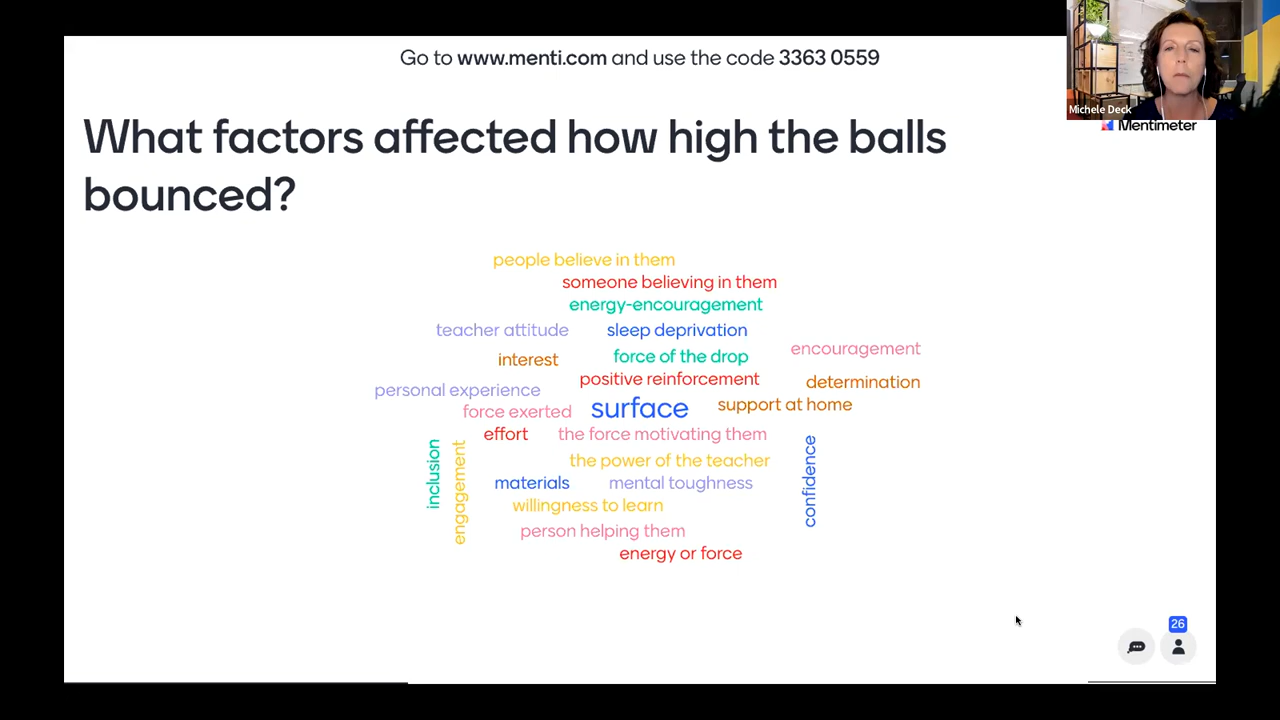 Go to www.menti.com and use the code 3363 0559
Michele Deck
Mentimeter
What factors affected how high the balls
bounced?
people believe in them
someone believing in them
energy-encouragement
teacher attitude
sleep deprivation
encouragement
interest
force of the drop
positive reinforcement
determination
personal experience
support at home
force exerted
surface
effort
the force motivating them
inclusion
engagement
the power of the teacher
confidence
materials
mental toughness
willingness to learn
person helping them
energy or force
26